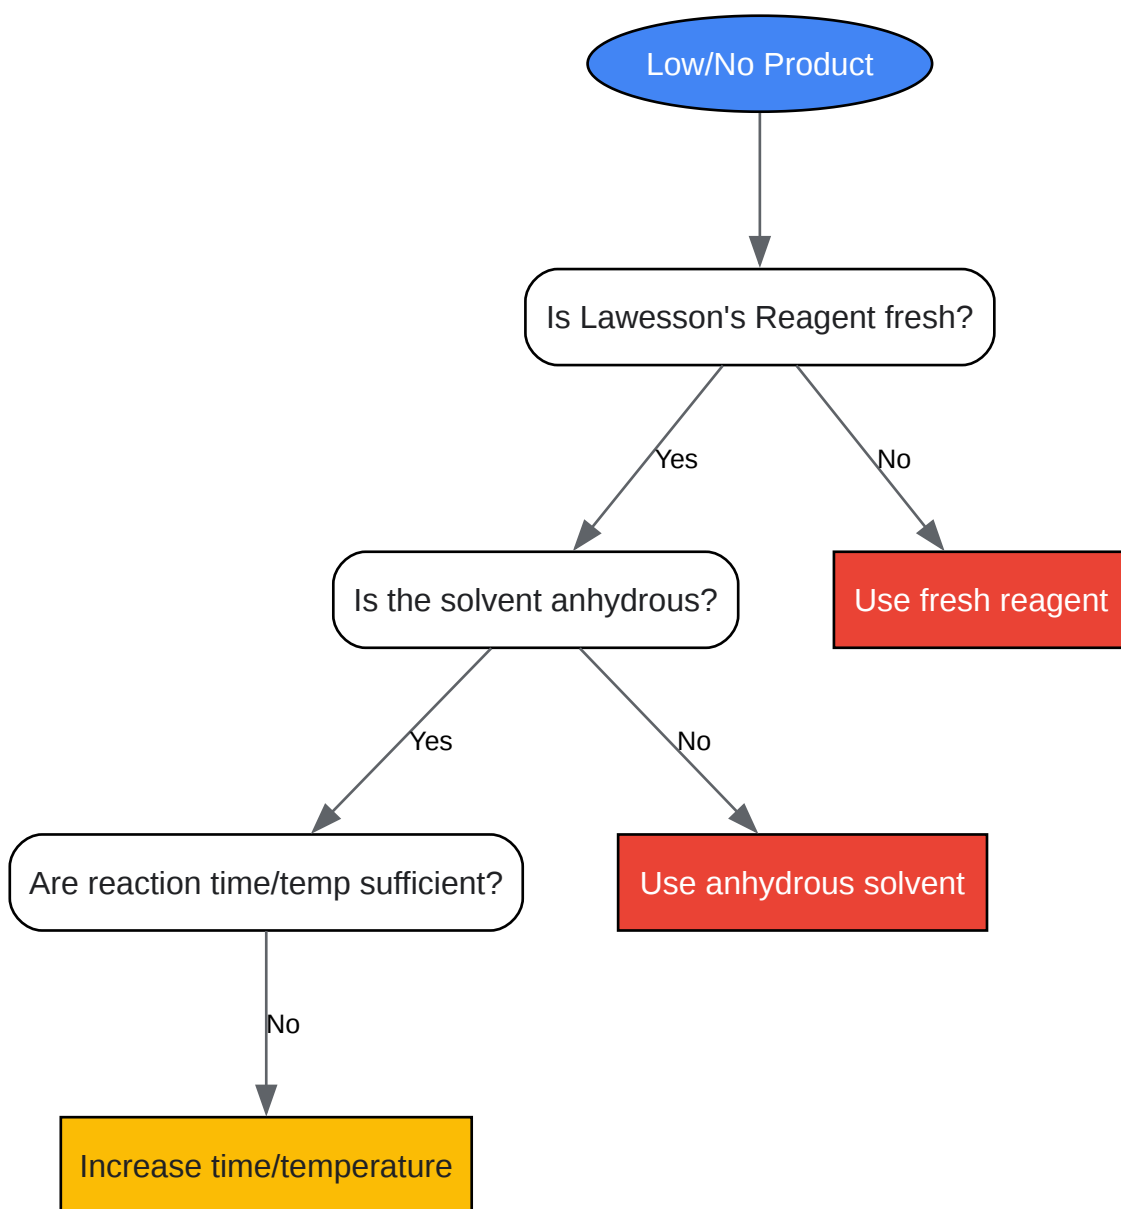 Low/No Product
Is Lawesson's Reagent fresh?
Yes
No
Is the solvent anhydrous?
Use fresh reagent
Yes
No
Are reaction time/temp sufficient?
Use anhydrous solvent
No
Increase time/temperature